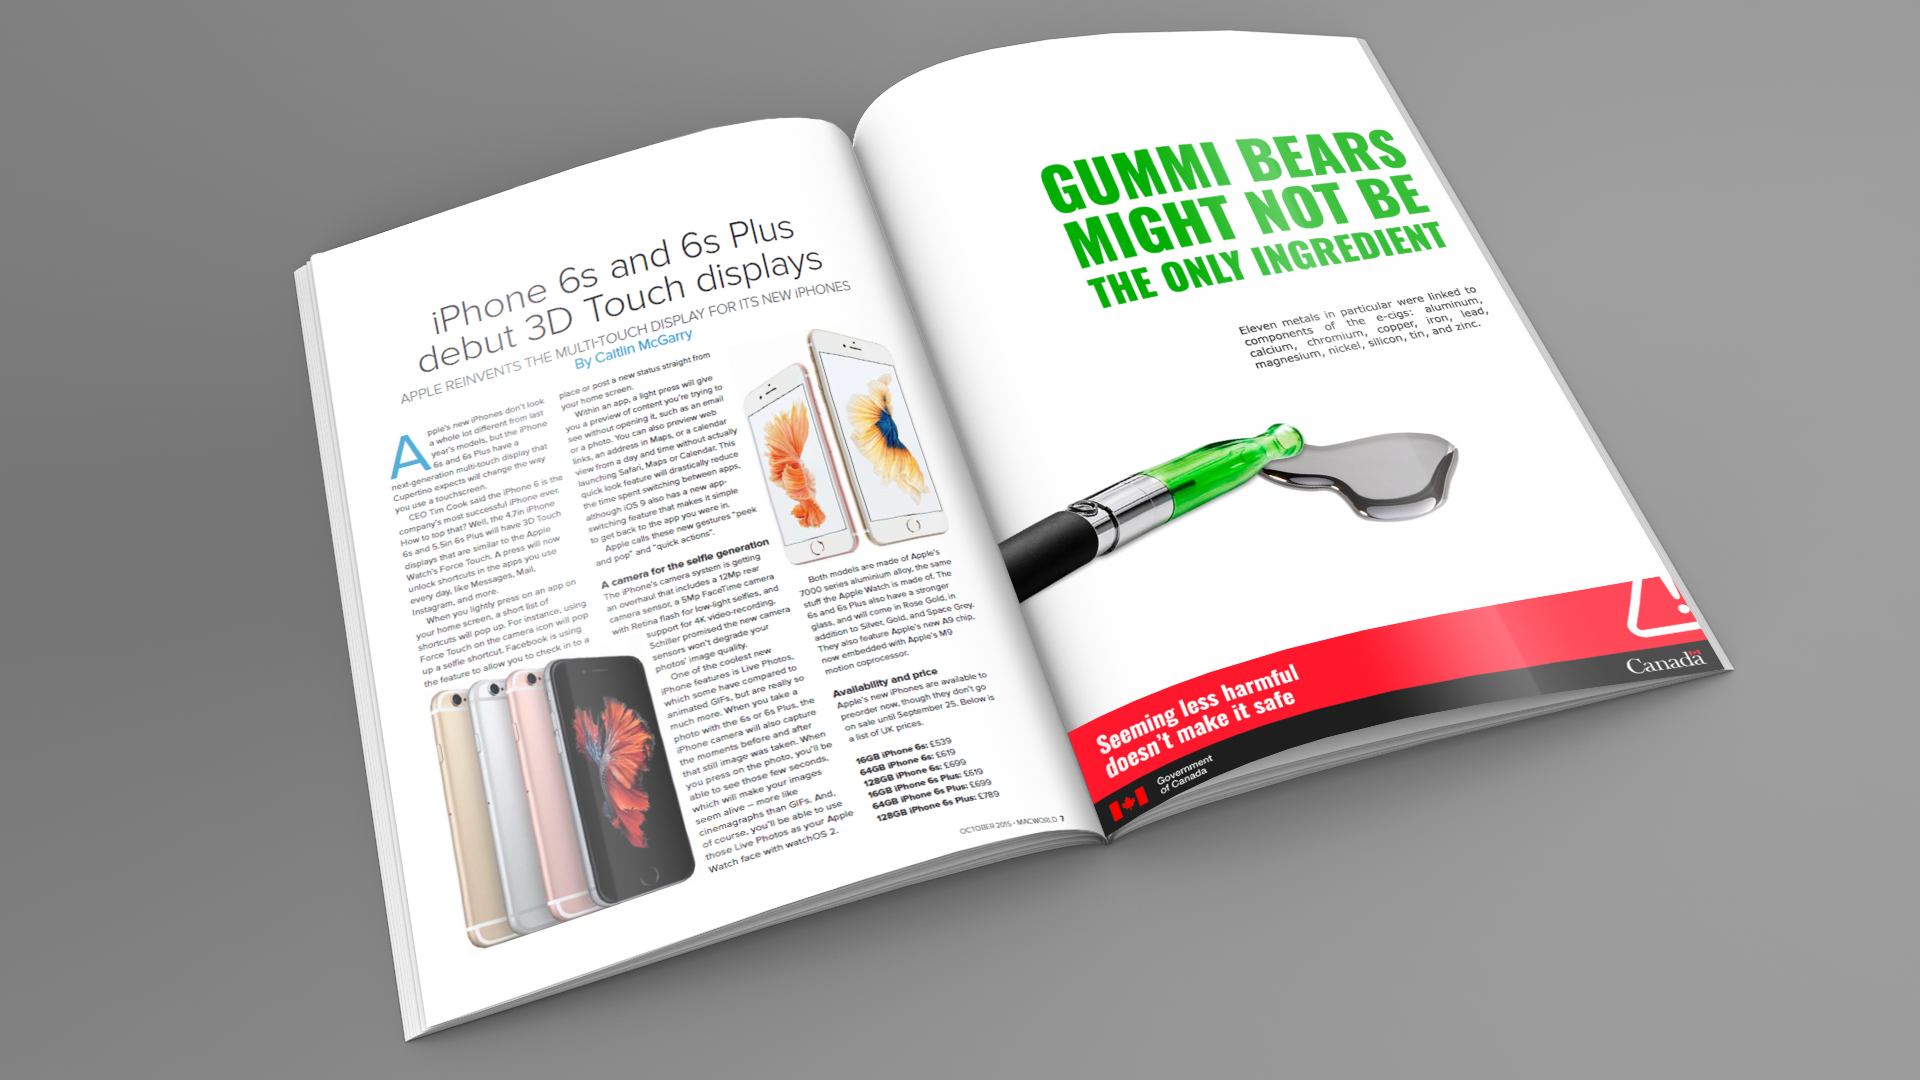 iPhone 6s and 6s Plus
debut 3D Touch displays
APPLE REINVENTS THE MULTI-TOUCH DISPLAY FOR ITS NEW iPHONES
By Caitlin McGarry
Apple's new iPhones don't look
a whole lot different from last
year's models, but the iPhone
6s and 6s Plus have a
next-generation multi-touch display that
Cupertino expects will change the way
you use a touchscreen.
CEO Tim Cook said the iPhone 6 is the
company's most successful iPhone ever.
How to top that? Well, the 4.7in iPhone
6s and 5.5in 6s Plus will have 3D Touch
displays that are similar to the Apple
Watch's Force Touch. A press will now
unlock shortcuts in the apps you use
every day, like Messages, Mail,
Instagram, and more.
When you lightly press on an app on
your home screen, a short list of
shortcuts will pop up. For instance, using
Force Touch on the camera icon will pop
up a selfie shortcut. Facebook is using
the feature to allow you to check in to a
place or post a new status straight from
your home screen.
Within an app, a light press will give
you a preview of content you're trying to
see without opening it, such as an email
or a photo. You can also preview web
links, an address in Maps, or a calendar
view from a day and time without actually
launching Safari, Maps or Calendar. This
quick look feature will drastically reduce
the time spent switching between apps,
although iOS 9 also has a new app-
switching feature that makes it simple
to get back to the app you were in.
Apple calls these new gestures "peek
and pop" and "quick actions".
A camera for the selfie generation
The iPhone's camera system is getting
an overhaul that includes a 12Mp rear
camera sensor, a 5Mp FaceTime camera
with Retina flash for low-light selfies, and
support for 4K video-recording.
Schiller promised the new camera
sensors won't degrade your
photos' image quality.
One of the coolest new
iPhone features is Live Photos,
which some have compared to
animated GIFs, but are really so
much more. When you take a
photo with the 6s or 6s Plus, the
iPhone camera will also capture
the moments before and after
that still image was taken. When
you press on the photo, you'll be
able to see those few seconds,
which will make your images
seem alive – more like
cinemagraphs than GIFs. And,
of course, you'll be able to use
those Live Photos as your Apple
Watch face with watchOS 2.
Both models are made of Apple's
7000 series aluminium alloy, the same
stuff the Apple Watch is made of. The
6s and 6s Plus also have a stronger
glass, and will come in Rose Gold, in
addition to Silver, Gold, and Space Grey.
They also feature Apple's new A9 chip,
now embedded with Apple's M9
motion coprocessor.
Availability and price
Apple's new iPhones are available to
preorder now, though they don't go
on sale until September 25. Below is
a list of UK prices.
16GB iPhone 6s: £539
64GB iPhone 6s: £619
128GB iPhone 6s: £699
16GB iPhone 6s Plus: £619
64GB iPhone 6s Plus: £699
128GB iPhone 6s Plus: £789
OCTOBER 2015 • MACWORLD 7
GUMMI BEARS
MIGHT NOT BE
THE ONLY INGREDIENT
Eleven metals in particular were linked to
components of the e-cigs: aluminum,
calcium, chromium, copper, iron, lead,
magnesium, nickel, silicon, tin, and zinc.
Seeming less harmful
doesn't make it safe
Government
of Canada
Canada